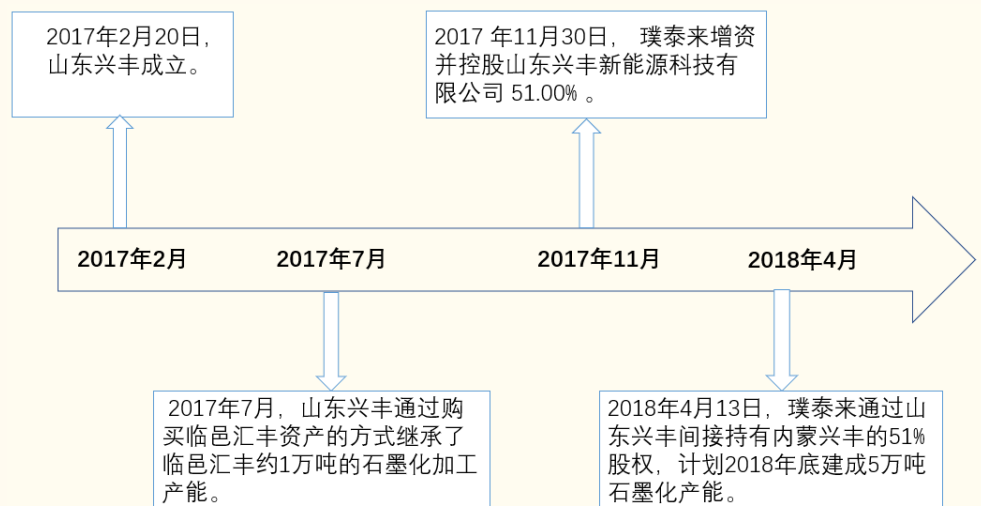 2017年2月20日，
山东兴丰成立。
2017 年11月30日， 璞泰来增资
并控股山东兴丰新能源科技有
限公司 51.00% 。
2017年2月
2017年7月
2017年11月
2018年4月
2017年7月，山东兴丰通过购
买临邑汇丰资产的方式继承了
临邑汇丰约1万吨的石墨化加工
产能。
2018年4月13日，璞泰来通过山
东兴丰间接持有内蒙兴丰的51%
股权，计划2018年底建成5万吨
石墨化产能。